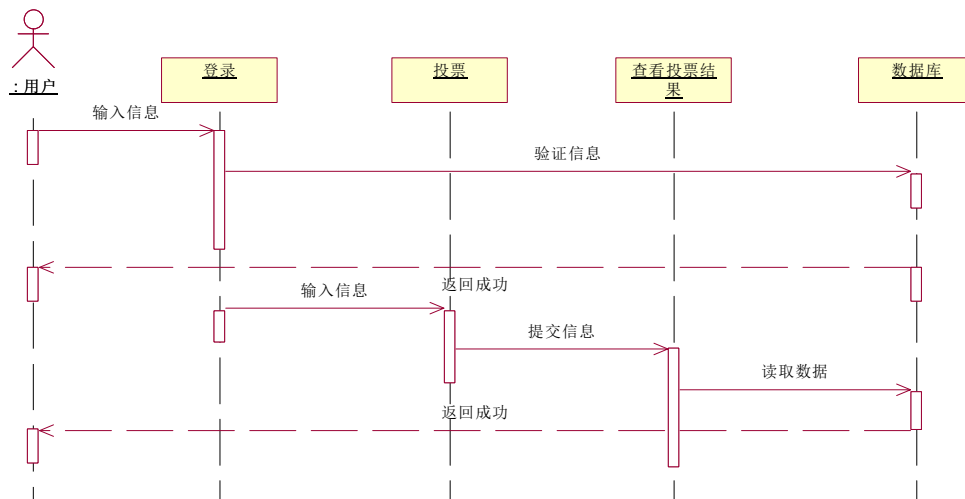 :用户
登录
投票
查看投票结
果
数据库
输入信息
验证信息
返回成功
输入信息
提交信息
读取数据
返回成功